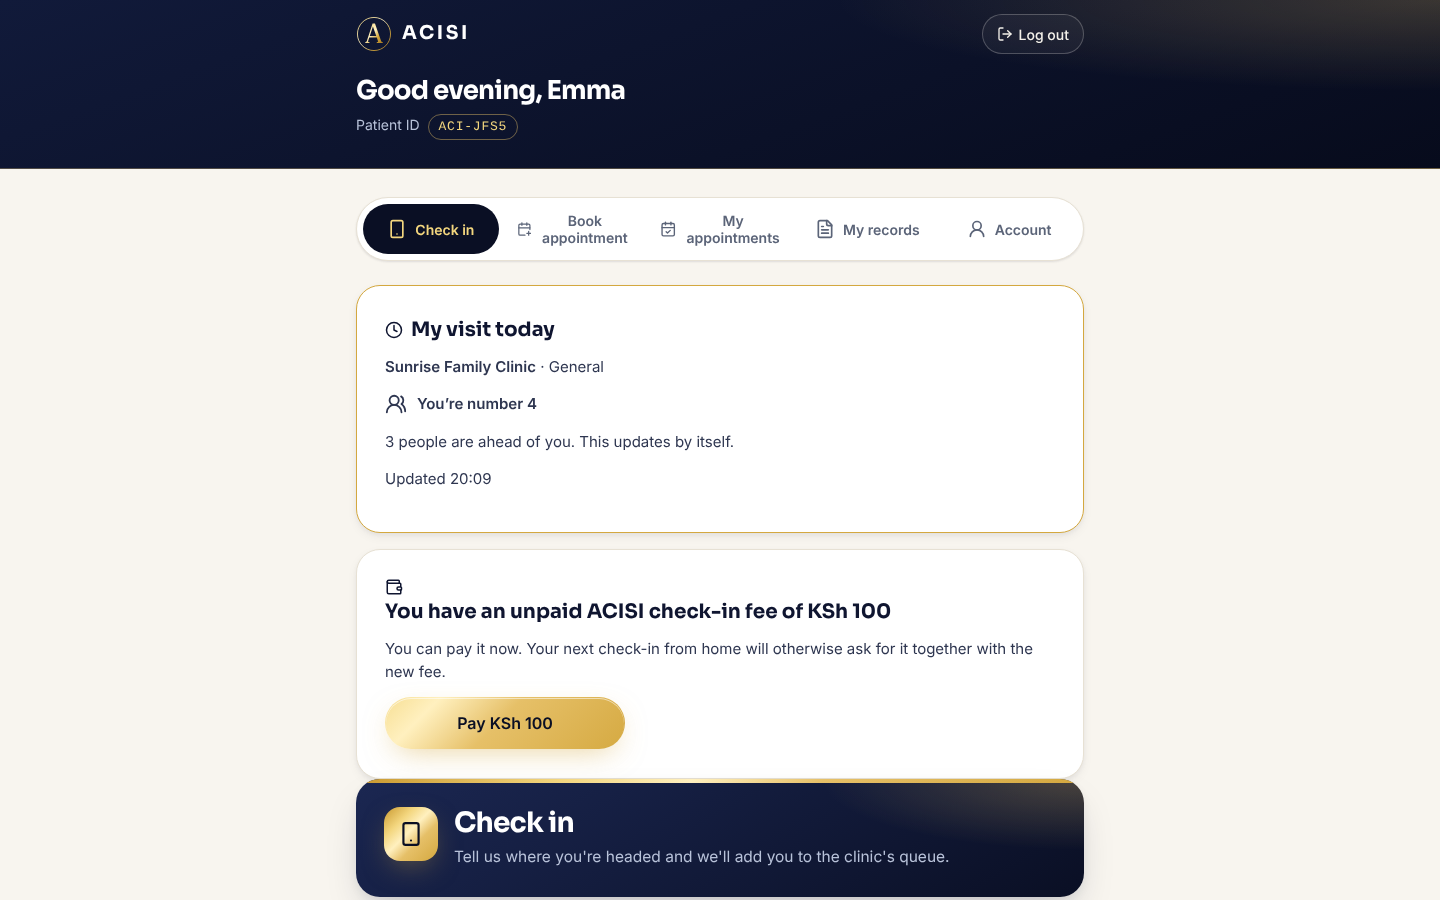 A ACISI
Log out
Good evening, Emma
Patient ID ACI-JFS5
Check in
Book
appointment
My
appointments
My records
Account
My visit today
Sunrise Family Clinic · General
You’re number 4
3 people are ahead of you. This updates by itself.
Updated 20:09
You have an unpaid ACISI check-in fee of KSh 100
You can pay it now. Your next check-in from home will otherwise ask for it together with the
new fee.
Pay KSh 100
Check in
Tell us where you're headed and we'll add you to the clinic's queue.